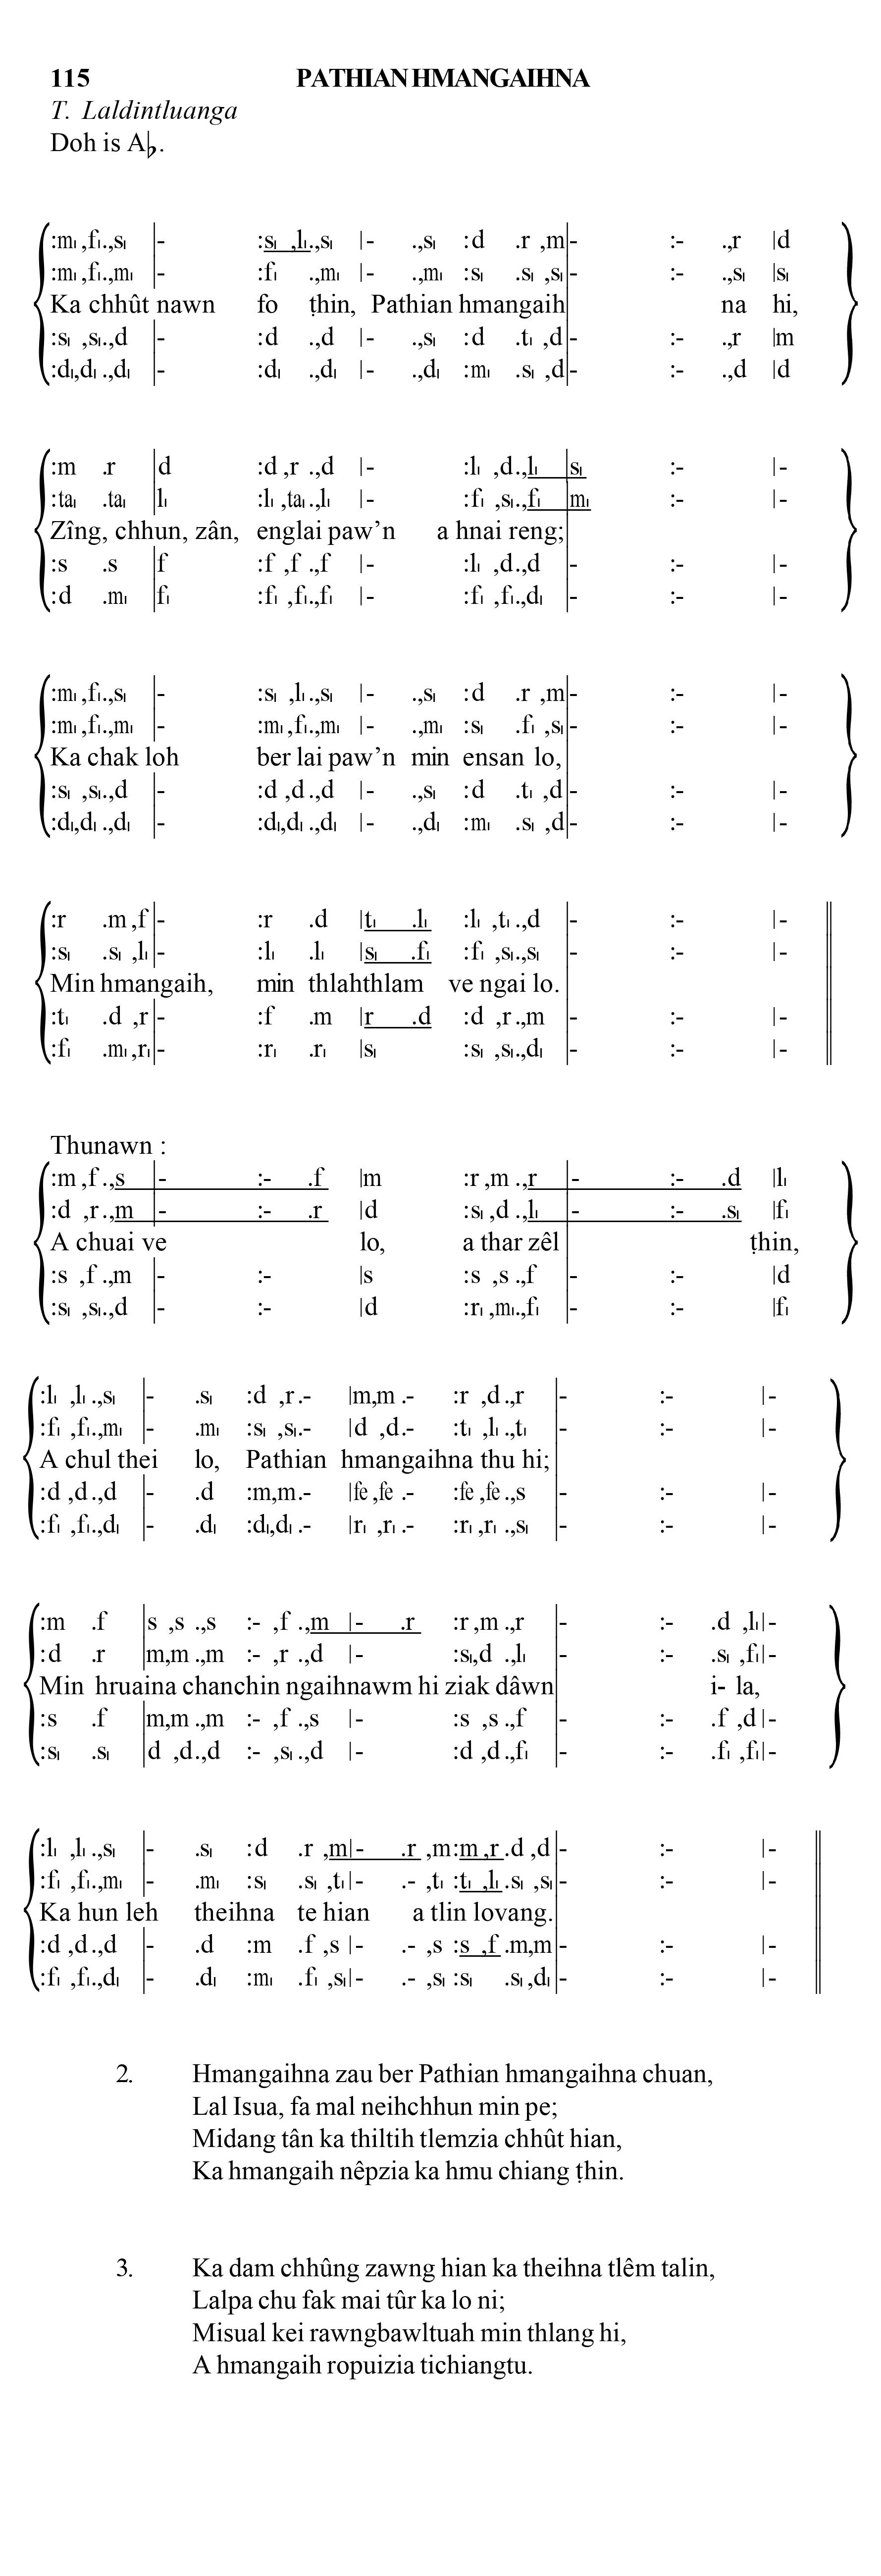 115 PATHIAN HMANGAIHNA
T. Laldintluanga
Doh is A♭.
:m₁ ,f₁.,s₁ |- :s₁ ,l₁.,s₁ |- .,s₁ :d .r ,m|- :- .,r |d
:m₁ ,f₁.,m₁ |- :f₁ .,m₁ |- .,m₁ :s₁ .s₁ ,s₁|- :- .,s₁ |s₁
Ka chhût nawn fo ṭhin, Pathian hmangaih na hi,
:s₁ ,s₁.,d |- :d .,d |- .,s₁ :d .t₁ ,d|- :- .,r |m
:d₁,d₁ .,d₁ |- :d₁ .,d₁ |- .,d₁ :m₁ .s₁ ,d|- :- .,d |d
:m .r |d :d ,r .,d |- :l₁ ,d.,l₁ |s₁ :- |-
:ta₁ .ta₁ |l₁ :l₁ ,ta₁.,l₁ |- :f₁ ,s₁.,f₁ |m₁ :- |-
Zîng, chhun, zân, englai paw’n a hnai reng;
:s .s |f :f ,f .,f |- :l₁ ,d.,d |- :- |-
:d .m₁ |f₁ :f₁ ,f₁.,f₁ |- :f₁ ,f₁.,d₁ |- :- |-
:m₁ ,f₁.,s₁ |- :s₁ ,l₁.,s₁ |- .,s₁ :d .r ,m|- :- |-
:m₁ ,f₁.,m₁ |- :m₁,f₁.,m₁ |- .,m₁ :s₁ .f₁ ,s₁|- :- |-
Ka chak loh ber lai paw’n min ensan lo,
:s₁ ,s₁.,d |- :d ,d .,d |- .,s₁ :d .t₁ ,d|- :- |-
:d₁,d₁ .,d₁ |- :d₁,d₁ .,d₁ |- .,d₁ :m₁ .s₁ ,d|- :- |-
:r .m ,f |- :r .d |t₁ .l₁ :l₁ ,t₁ .,d |- :- |-
:s₁ .s₁ ,l₁|- :l₁ .l₁ |s₁ .f₁ :f₁ ,s₁.,s₁ |- :- |-
Min hmangaih, min thlahthlam ve ngai lo.
:t₁ .d ,r |- :f .m |r .d :d ,r .,m |- :- |-
:f₁ .m₁ ,r₁|- :r₁ .r₁ |s₁ :s₁ ,s₁.,d₁ |- :- |-
Thunawn :
:m ,f .,s |- :- .f |m :r ,m .,r |- :- .d |l₁
:d ,r .,m |- :- .r |d :s₁ ,d .,l₁ |- :- .s₁ |f₁
A chuai ve lo, a thar zêl ṭhin,
:s ,f .,m |- :- |s :s ,s .,f |- :- |d
:s₁ ,s₁.,d |- :- |d :r₁ ,m₁.,f₁ |- :- |f₁
:l₁ ,l₁ .,s₁ |- .s₁ :d ,r.- |m,m .- :r ,d .,r |- :- |-
:f₁ ,f₁.,m₁ |- .m₁ :s₁ ,s₁.- |d ,d.- :t₁ ,l₁ .,t₁ |- :- |-
A chul thei lo, Pathian hmangaihna thu hi;
:d ,d .,d |- .d :m,m.- |fe ,fe .- :fe ,fe .,s |- :- |-
:f₁ ,f₁.,d₁ |- .d₁ :d₁,d₁ .- |r₁ ,r₁ .- :r₁ ,r₁ .,s₁ |- :- |-
:m .f |s ,s .,s :- ,f .,m |- .r :r ,m .,r |- :- .d ,l₁|-
:d .r |m,m .,m :- ,r .,d |- :s₁,d .,l₁ |- :- .s₁ ,f₁|-
Min hruaina chanchin ngaihnawm hi ziak dâwn i- la,
:s .f |m,m .,m :- ,f .,s |- :s ,s .,f |- :- .f ,d |-
:s₁ .s₁ |d ,d.,d :- ,s₁ .,d |- :d ,d .,f₁ |- :- .f₁ ,f₁|-
:l₁ ,l₁ .,s₁ |- .s₁ :d .r ,m|- .r ,m:m ,r .d ,d |- :- |-
:f₁ ,f₁.,m₁ |- .m₁ :s₁ .s₁ ,t₁|- .- ,t₁ :t₁ ,l₁ .s₁ ,s₁|- :- |-
Ka hun leh theihna te hian a tlin lovang.
:d ,d .,d |- .d :m .f ,s |- .- ,s :s ,f .m,m|- :- |-
:f₁ ,f₁.,d₁ |- .d₁ :m₁ .f₁ ,s₁|- .- ,s₁ :s₁ .s₁ ,d₁|- :- |-
2. Hmangaihna zau ber Pathian hmangaihna chuan,
Lal Isua, fa mal neihchhun min pe;
Midang tân ka thiltih tlemzia chhût hian,
Ka hmangaih nêpzia ka hmu chiang ṭhin.
3. Ka dam chhûng zawng hian ka theihna tlêm talin,
Lalpa chu fak mai tûr ka lo ni;
Misual kei rawngbawltuah min thlang hi,
A hmangaih ropuizia tichiangtu.